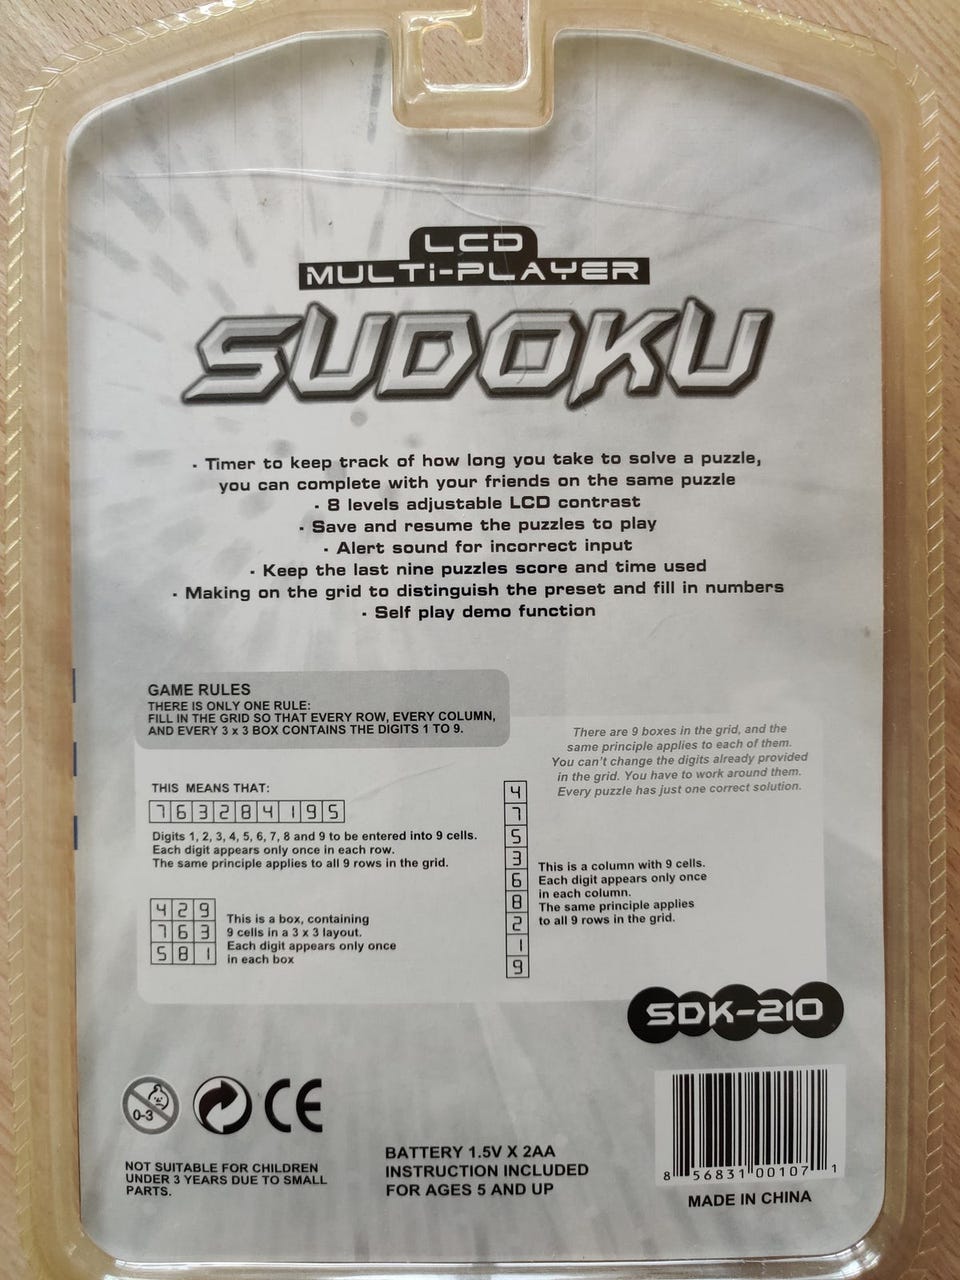 LCD
MULTi-PLAYER
SUDOKU
· Timer to keep track of how long you take to solve a puzzle,
you can complete with your friends on the same puzzle
· 8 levels adjustable LCD contrast
· Save and resume the puzzles to play
· Alert sound for incorrect input
· Keep the last nine puzzles score and time used
· Making on the grid to distinguish the preset and fill in numbers
· Self play demo function
GAME RULES
THERE IS ONLY ONE RULE:
FILL IN THE GRID SO THAT EVERY ROW, EVERY COLUMN,
AND EVERY 3 x 3 BOX CONTAINS THE DIGITS 1 TO 9.
There are 9 boxes in the grid, and the
same principle applies to each of them.
You can't change the digits already provided
in the grid. You have to work around them.
Every puzzle has just one correct solution.
THIS MEANS THAT:
7 6 3 2 8 4 1 9 5
Digits 1, 2, 3, 4, 5, 6, 7, 8 and 9 to be entered into 9 cells.
Each digit appears only once in each row.
The same principle applies to all 9 rows in the grid.
4 2 9
7 6 3
5 8 1
This is a box, containing
9 cells in a 3 x 3 layout.
Each digit appears only once
in each box
4
7
5
3
6
8
2
1
9
This is a column with 9 cells.
Each digit appears only once
in each column.
The same principle applies
to all 9 rows in the grid.
SDK-210
0-3
CE
NOT SUITABLE FOR CHILDREN
UNDER 3 YEARS DUE TO SMALL
PARTS.
BATTERY 1.5V X 2AA
INSTRUCTION INCLUDED
FOR AGES 5 AND UP
8 56831 00107 1
MADE IN CHINA